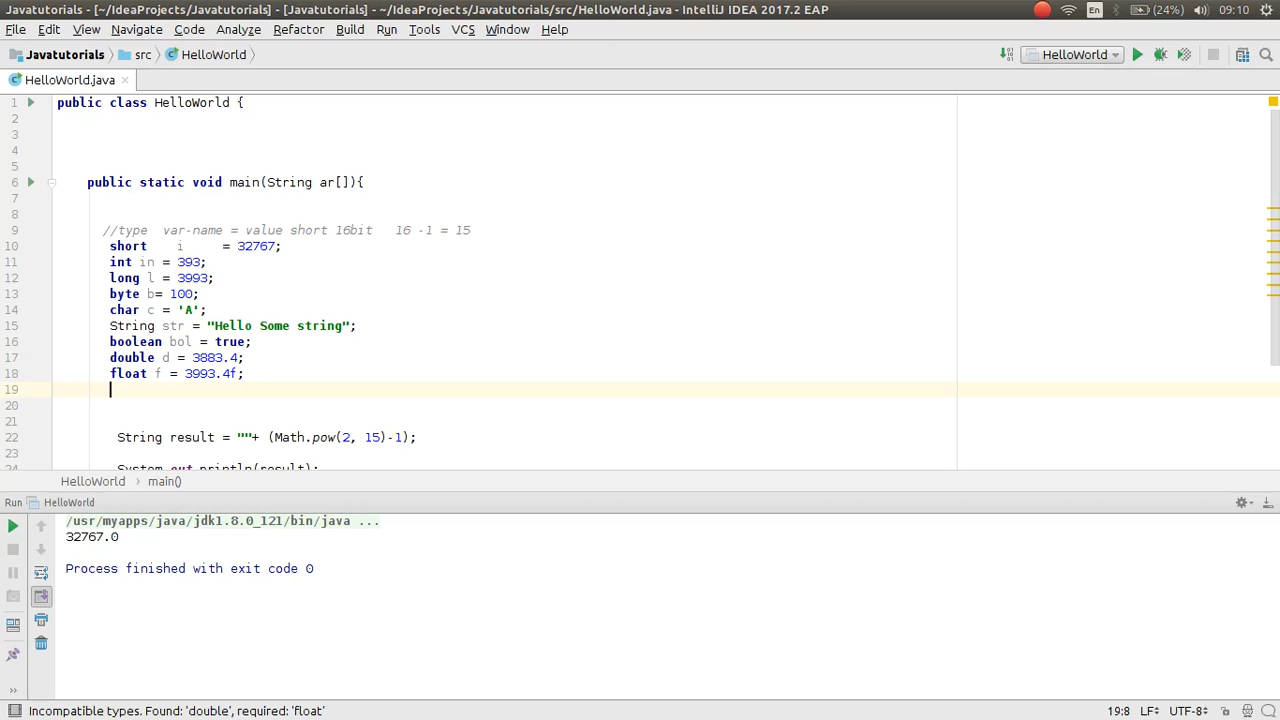 Javatutorials - [~/IdeaProjects/Javatutorials] - [Javatutorials] - ~/IdeaProjects/Javatutorials/src/HelloWorld.java - IntelliJ IDEA 2017.2 EAP
En
(24%)
09:10
File Edit View Navigate Code Analyze Refactor Build Run Tools VCS Window Help
Javatutorials src HelloWorld
HelloWorld
HelloWorld.java
1 public class HelloWorld {
2
3
4
5
6 public static void main(String ar[]){
7
8
9 //type var-name = value short 16bit 16 -1 = 15
10 short i = 32767;
11 int in = 393;
12 long l = 3993;
13 byte b= 100;
14 char c = 'A';
15 String str = "Hello Some string";
16 boolean bol = true;
17 double d = 3883.4;
18 float f = 3993.4f;
19
20
21
22 String result = ""+ (Math.pow(2, 15)-1);
23
24 System.out.println(result);
HelloWorld main()
Run HelloWorld
/usr/myapps/java/jdk1.8.0_121/bin/java ...
32767.0
Process finished with exit code 0
Incompatible types. Found: 'double', required: 'float'
19:8 LF UTF-8